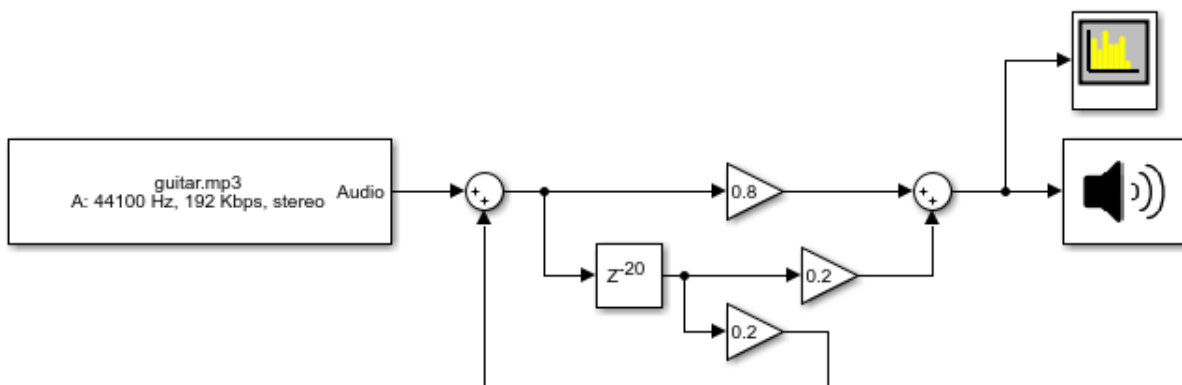 guitar.mp3
A: 44100 Hz, 192 Kbps, stereo
Audio
+
+
0.8
+
+
Z-20
0.2
0.2